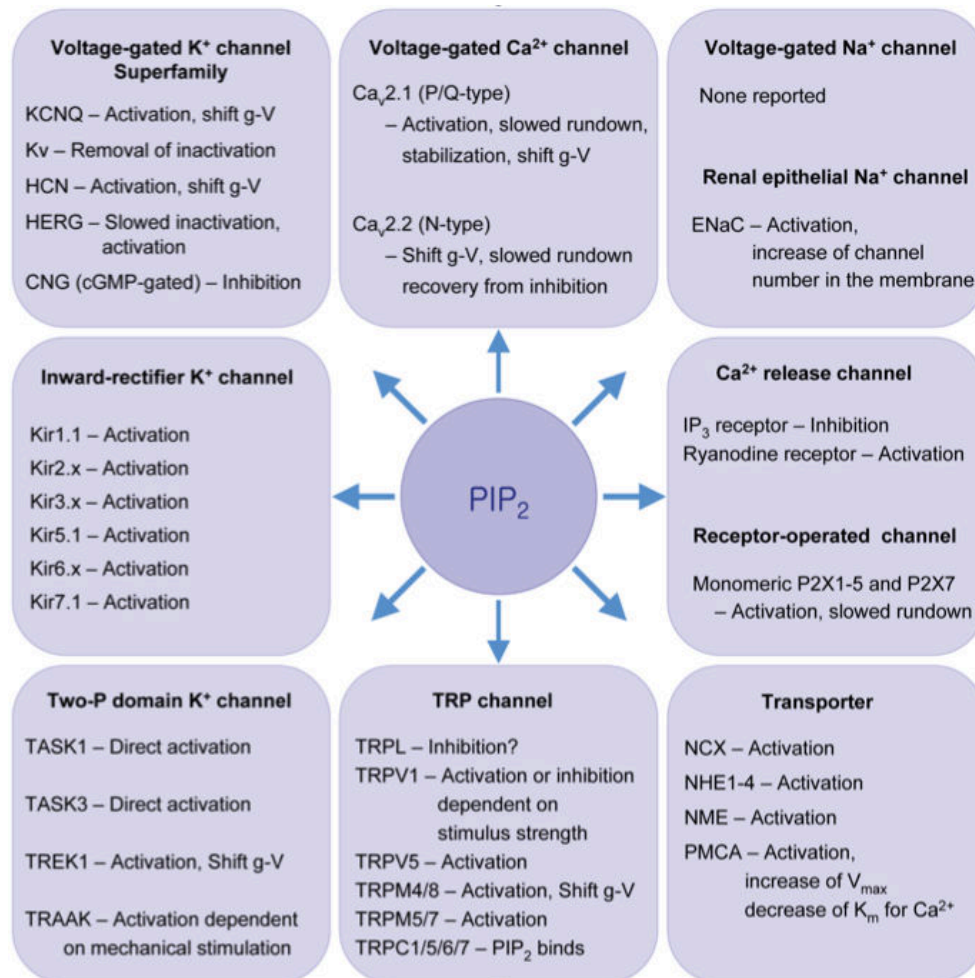 Voltage-gated K⁺ channel
Superfamily
KCNQ – Activation, shift g-V
Kv – Removal of inactivation
HCN – Activation, shift g-V
HERG – Slowed inactivation,
activation
CNG (cGMP-gated) – Inhibition
Voltage-gated Ca²⁺ channel
Caᵥ2.1 (P/Q-type)
– Activation, slowed rundown,
stabilization, shift g-V
Caᵥ2.2 (N-type)
– Shift g-V, slowed rundown
recovery from inhibition
Voltage-gated Na⁺ channel
None reported
Renal epithelial Na⁺ channel
ENaC – Activation,
increase of channel
number in the membrane
Inward-rectifier K⁺ channel
Kir1.1 – Activation
Kir2.x – Activation
Kir3.x – Activation
Kir5.1 – Activation
Kir6.x – Activation
Kir7.1 – Activation
PIP₂
Ca²⁺ release channel
IP₃ receptor – Inhibition
Ryanodine receptor – Activation
Receptor-operated channel
Monomeric P2X1-5 and P2X7
– Activation, slowed rundown
Two-P domain K⁺ channel
TASK1 – Direct activation
TASK3 – Direct activation
TREK1 – Activation, Shift g-V
TRAAK – Activation dependent
on mechanical stimulation
TRP channel
TRPL – Inhibition?
TRPV1 – Activation or inhibition
dependent on
stimulus strength
TRPV5 – Activation
TRPM4/8 – Activation, Shift g-V
TRPM5/7 – Activation
TRPC1/5/6/7 – PIP₂ binds
Transporter
NCX – Activation
NHE1-4 – Activation
NME – Activation
PMCA – Activation,
increase of Vₘₐₓ
decrease of Kₘ for Ca²⁺